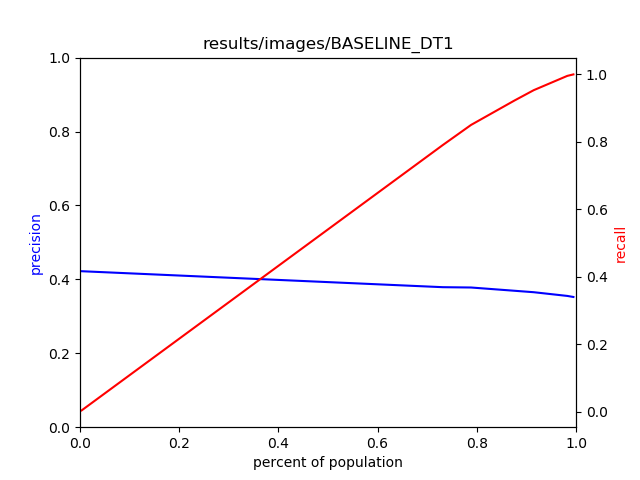 results/images/BASELINE_DT1
1.0
0.8
0.6
0.4
0.2
0.0
precision
1.0
0.8
0.6
0.4
0.2
0.0
recall
0.0 0.2 0.4 0.6 0.8 1.0
percent of population